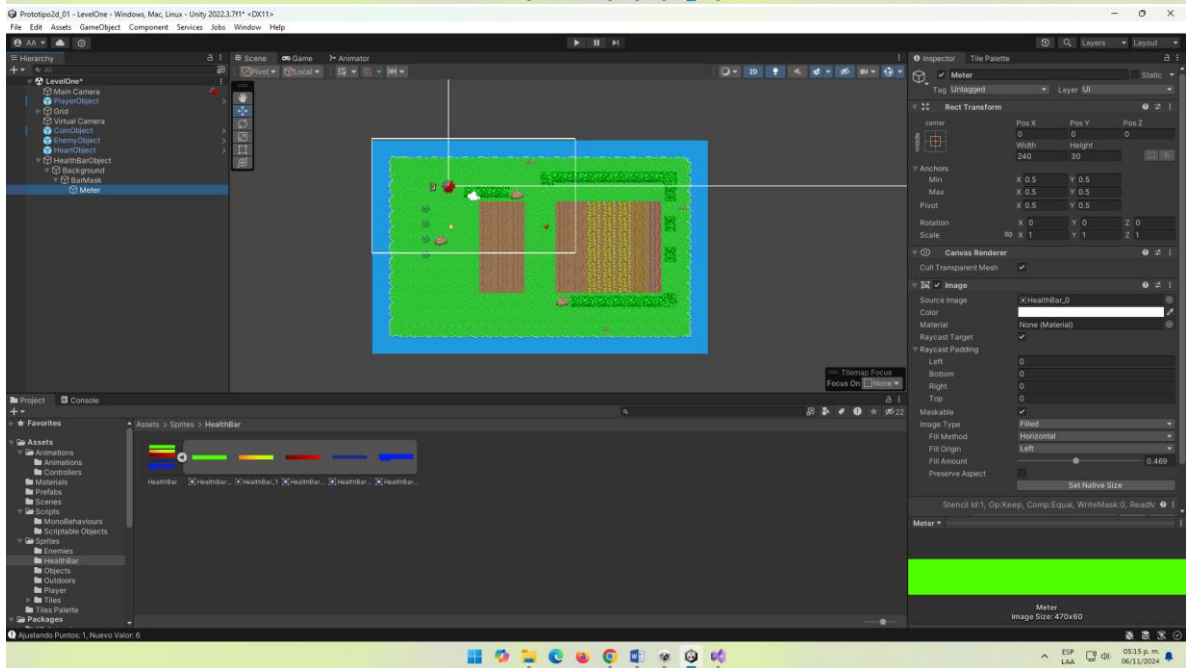 Prototipo2d_01 - LevelOne - Windows, Mac, Linux - Unity 2022.3.7f1* <DX11>
File Edit Assets GameObject Component Services Jobs Window Help
AA
Layers Layout
Hierarchy
All
LevelOne*
Main Camera
PlayerObject
Grid
Virtual Camera
CoinObject
EnemyObject
HeartObject
HealthBarObject
Background
BarMask
Meter
Scene Game Animator
Pivot Local 2D
Tilemap Focus
Focus On None
Inspector Tile Palette
Meter Static
Tag Untagged Layer UI
Rect Transform
center Pos X Pos Y Pos Z
middle 0 0 0
Width Height
240 30 R
Anchors
Min X 0.5 Y 0.5
Max X 0.5 Y 0.5
Pivot X 0.5 Y 0.5
Rotation X 0 Y 0 Z 0
Scale X 1 Y 1 Z 1
Canvas Renderer
Cull Transparent Mesh
Image
Source Image HealthBar_0
Color
Material None (Material)
Raycast Target
Raycast Padding
Left 0
Bottom 0
Right 0
Top 0
Maskable
Image Type Filled
Fill Method Horizontal
Fill Origin Left
Fill Amount 0.469
Preserve Aspect
Set Native Size
Stencil Id:1, Op:Keep, Comp:Equal, WriteMask:0, ReadM
Meter
Meter
Image Size: 470x60
Project Console
22
Favorites
Assets
Animations
Animations
Controllers
Materials
Prefabs
Scenes
Scripts
MonoBehaviours
Scriptable Objects
Sprites
Enemies
HealthBar
Objects
Outdoors
Player
Tiles
Tiles Palette
Packages
Assets > Sprites > HealthBar
HealthBar HealthBar... HealthBar_1 HealthBar... HealthBar... HealthBar...
Ajustando Puntos: 1, Nuevo Valor: 6
ESP
LAA
05:15 p. m.
06/11/2024